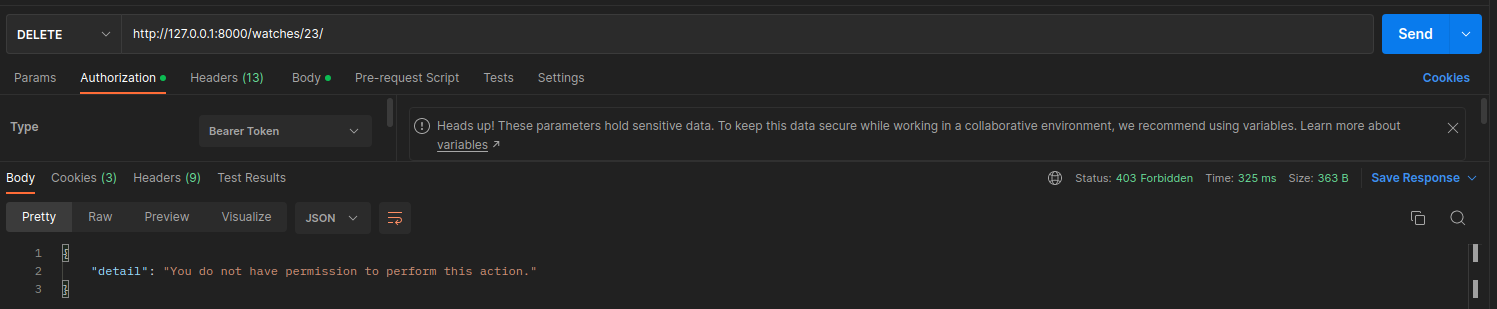 DELETE http://127.0.0.1:8000/watches/23/ Send
Params Authorization Headers (13) Body Pre-request Script Tests Settings Cookies
Type Bearer Token
Heads up! These parameters hold sensitive data. To keep this data secure while working in a collaborative environment, we recommend using variables. Learn more about
variables ↗
Body Cookies (3) Headers (9) Test Results Status: 403 Forbidden Time: 325 ms Size: 363 B Save Response
Pretty Raw Preview Visualize JSON
1 {
2 "detail": "You do not have permission to perform this action."
3 }